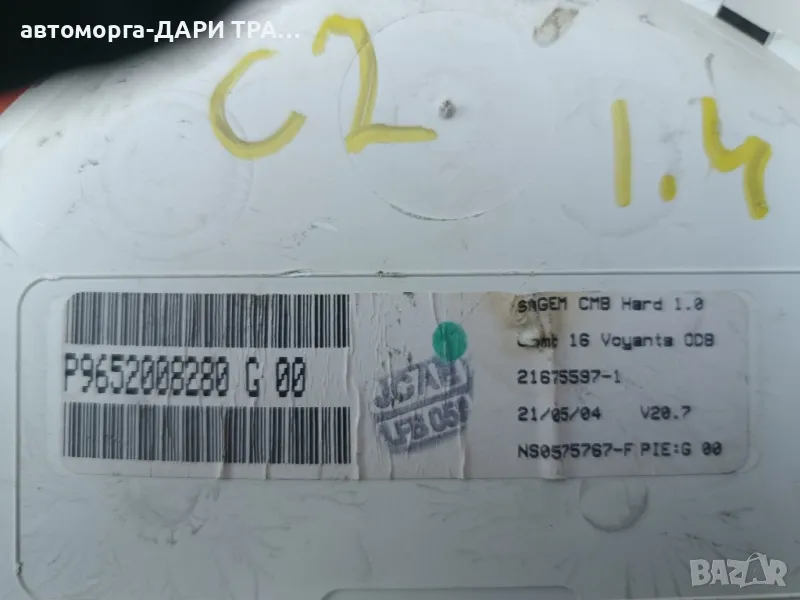 автоморга-ДАРИ ТРА...
C2
1.4
SAGEM CMB Hard 1.0
16 Voyants ODB
P9652008280 G 00
21675597-1
21/05/04 V20.7
NS0575767-F PIE:G 00
BAZAR